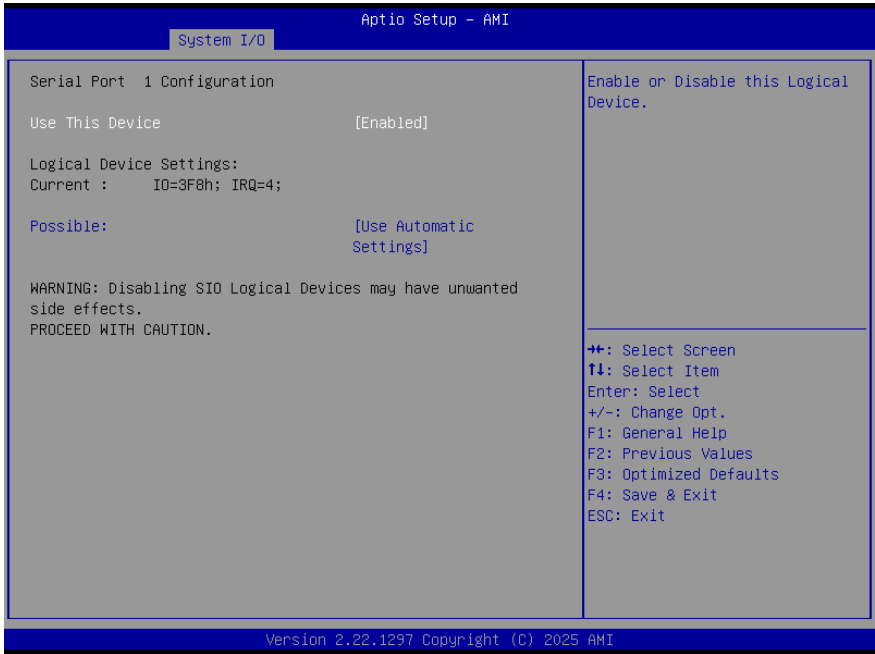 Aptio Setup – AMI
System I/O
Serial Port  1 Configuration
Use This Device [Enabled]
Logical Device Settings:
Current :     IO=3F8h; IRQ=4;
Possible: [Use Automatic
Settings]
WARNING: Disabling SIO Logical Devices may have unwanted
side effects.
PROCEED WITH CAUTION.
Enable or Disable this Logical
Device.
→←: Select Screen
↑↓: Select Item
Enter: Select
+/-: Change Opt.
F1: General Help
F2: Previous Values
F3: Optimized Defaults
F4: Save & Exit
ESC: Exit
Version 2.22.1297 Copyright (C) 2025 AMI